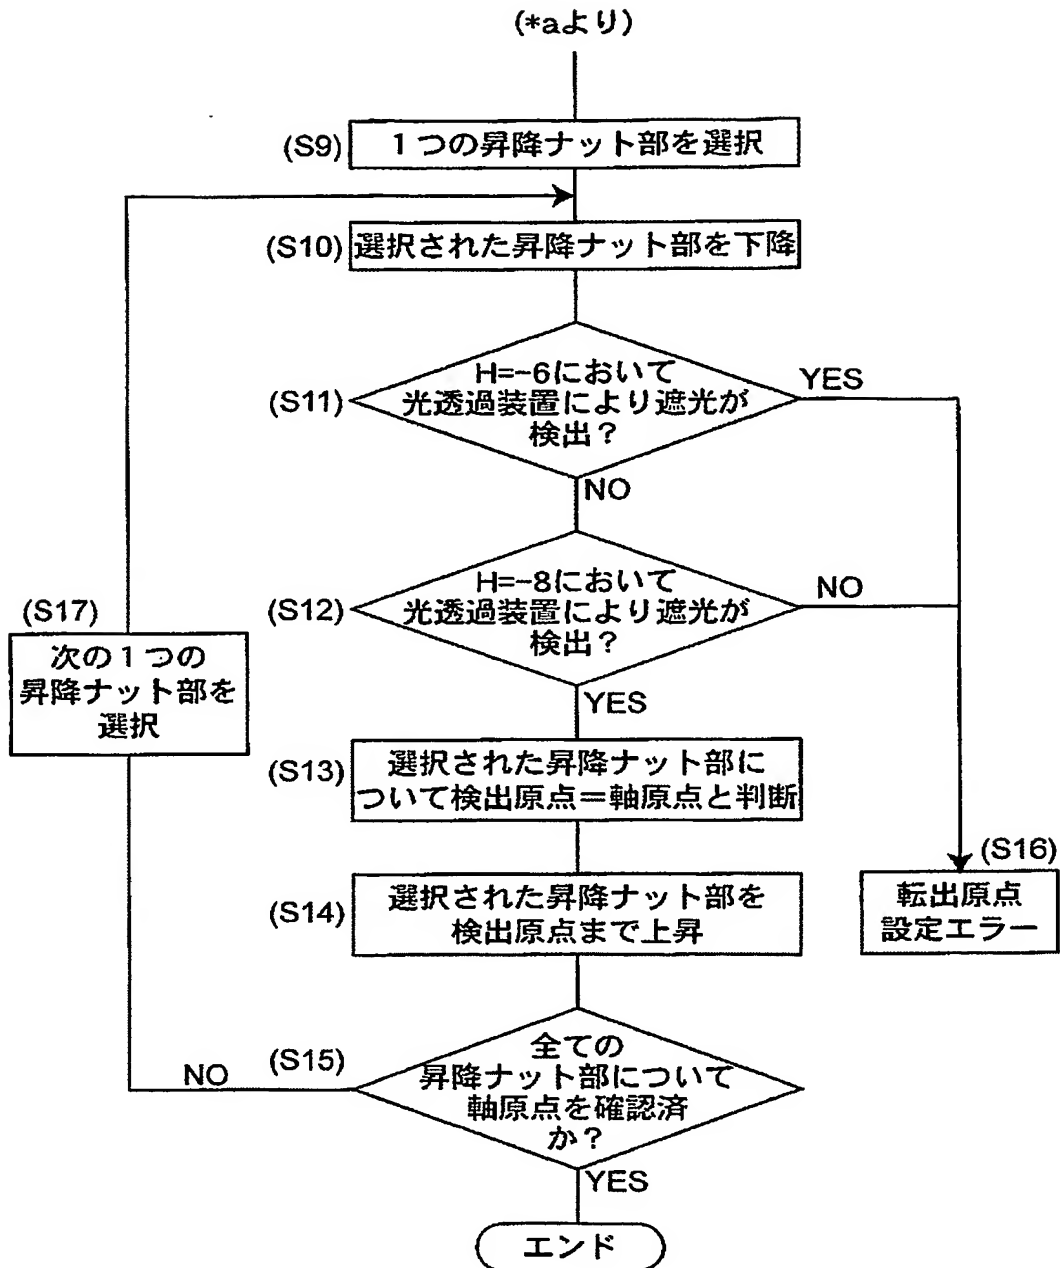 (*aより)
(S9)
1つの昇降ナット部を選択
(S10)
選択された昇降ナット部を下降
(S11)
H=-6において
光透過装置により遮光が
検出?
YES
NO
(S12)
H=-8において
光透過装置により遮光が
検出?
NO
YES
(S17)
次の1つの
昇降ナット部を
選択
(S13)
選択された昇降ナット部に
ついて検出原点=軸原点と判断
(S14)
選択された昇降ナット部を
検出原点まで上昇
(S16)
転出原点
設定エラー
(S15)
全ての
昇降ナット部について
軸原点を確認済
か?
NO
YES
エンド